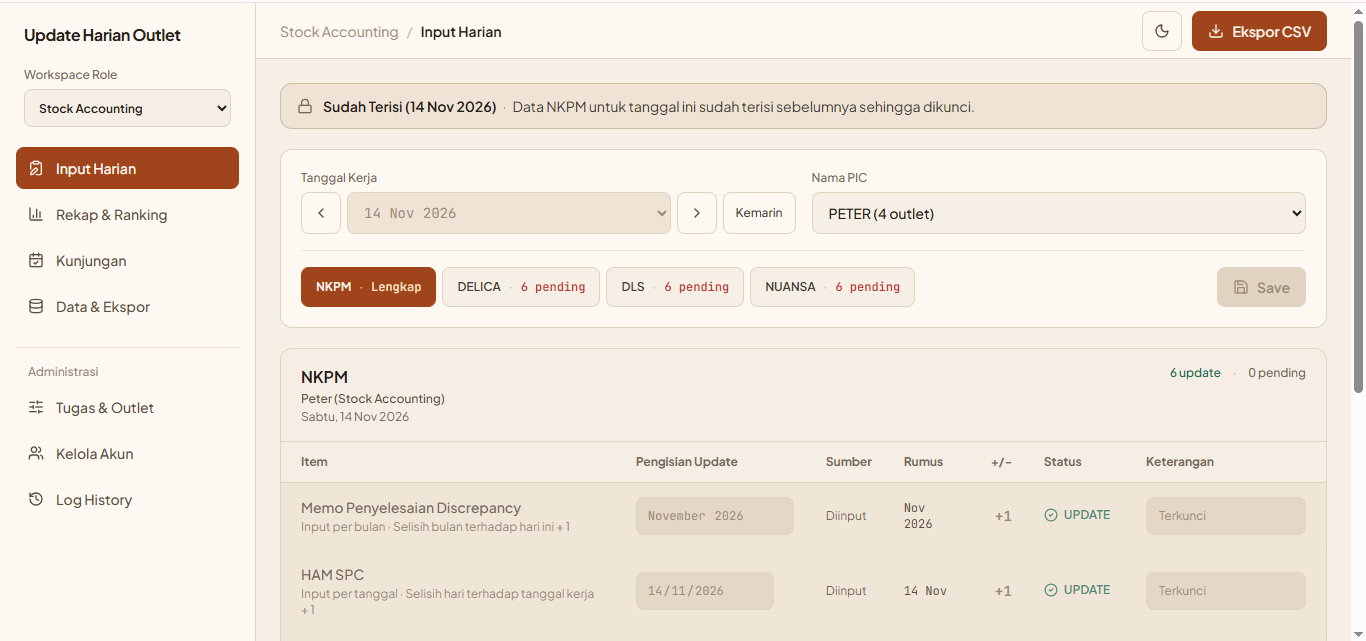 Update Harian Outlet
Workspace Role
Stock Accounting
Input Harian
Rekap & Ranking
Kunjungan
Data & Ekspor
Administrasi
Tugas & Outlet
Kelola Akun
Log History
Stock Accounting / Input Harian
Ekspor CSV
Sudah Terisi (14 Nov 2026) · Data NKPM untuk tanggal ini sudah terisi sebelumnya sehingga dikunci.
Tanggal Kerja
14 Nov 2026
Kemarin
Nama PIC
PETER (4 outlet)
NKPM · Lengkap
DELICA · 6 pending
DLS · 6 pending
NUANSA · 6 pending
Save
NKPM
Peter (Stock Accounting)
Sabtu, 14 Nov 2026
6 update · 0 pending
Item Pengisian Update Sumber Rumus +/- Status Keterangan
Memo Penyelesaian Discrepancy
Input per bulan · Selisih bulan terhadap hari ini + 1
November 2026
Diinput
Nov
2026
+1
UPDATE
Terkunci
HAM SPC
Input per tanggal · Selisih hari terhadap tanggal kerja
+ 1
14/11/2026
Diinput
14 Nov
+1
UPDATE
Terkunci